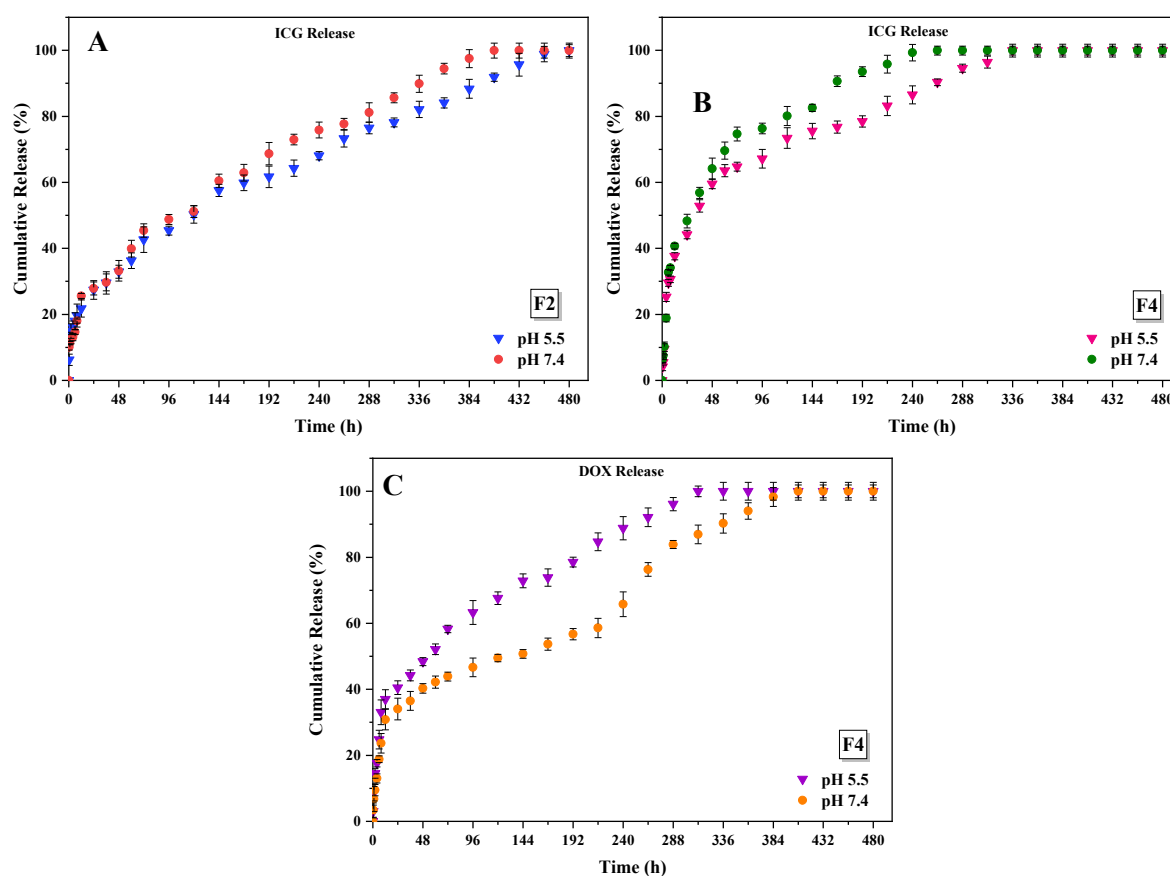 A
ICG Release
Cumulative Release (%)
100
80
60
40
20
0
F2
pH 5.5
pH 7.4
0 48 96 144 192 240 288 336 384 432 480
Time (h)
B
ICG Release
Cumulative Release (%)
100
80
60
40
20
0
F4
pH 5.5
pH 7.4
0 48 96 144 192 240 288 336 384 432 480
Time (h)
C
DOX Release
Cumulative Release (%)
100
80
60
40
20
0
F4
pH 5.5
pH 7.4
0 48 96 144 192 240 288 336 384 432 480
Time (h)